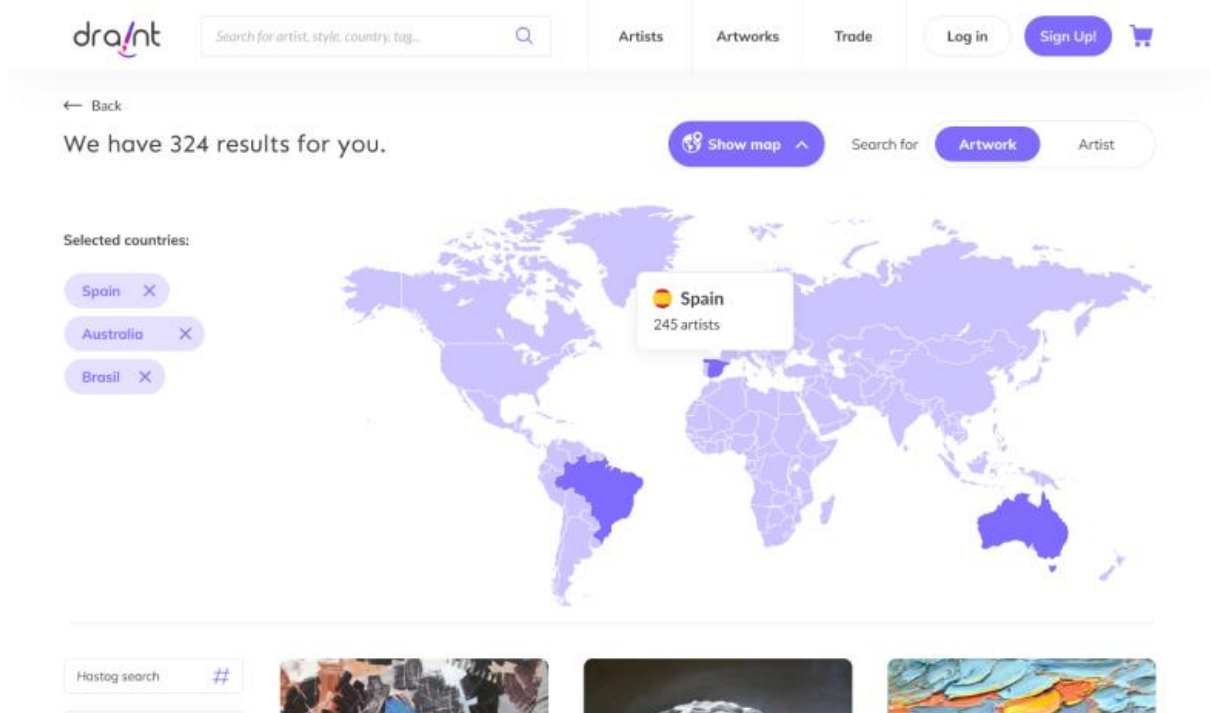 dra!nt
Search for artist, style, country, tag...
Artists
Artworks
Trade
Log in
Sign Up!
← Back
We have 324 results for you.
Show map
Search for
Artwork
Artist
Selected countries:
Spain ×
Australia ×
Brasil ×
Spain
245 artists
Hastag search #